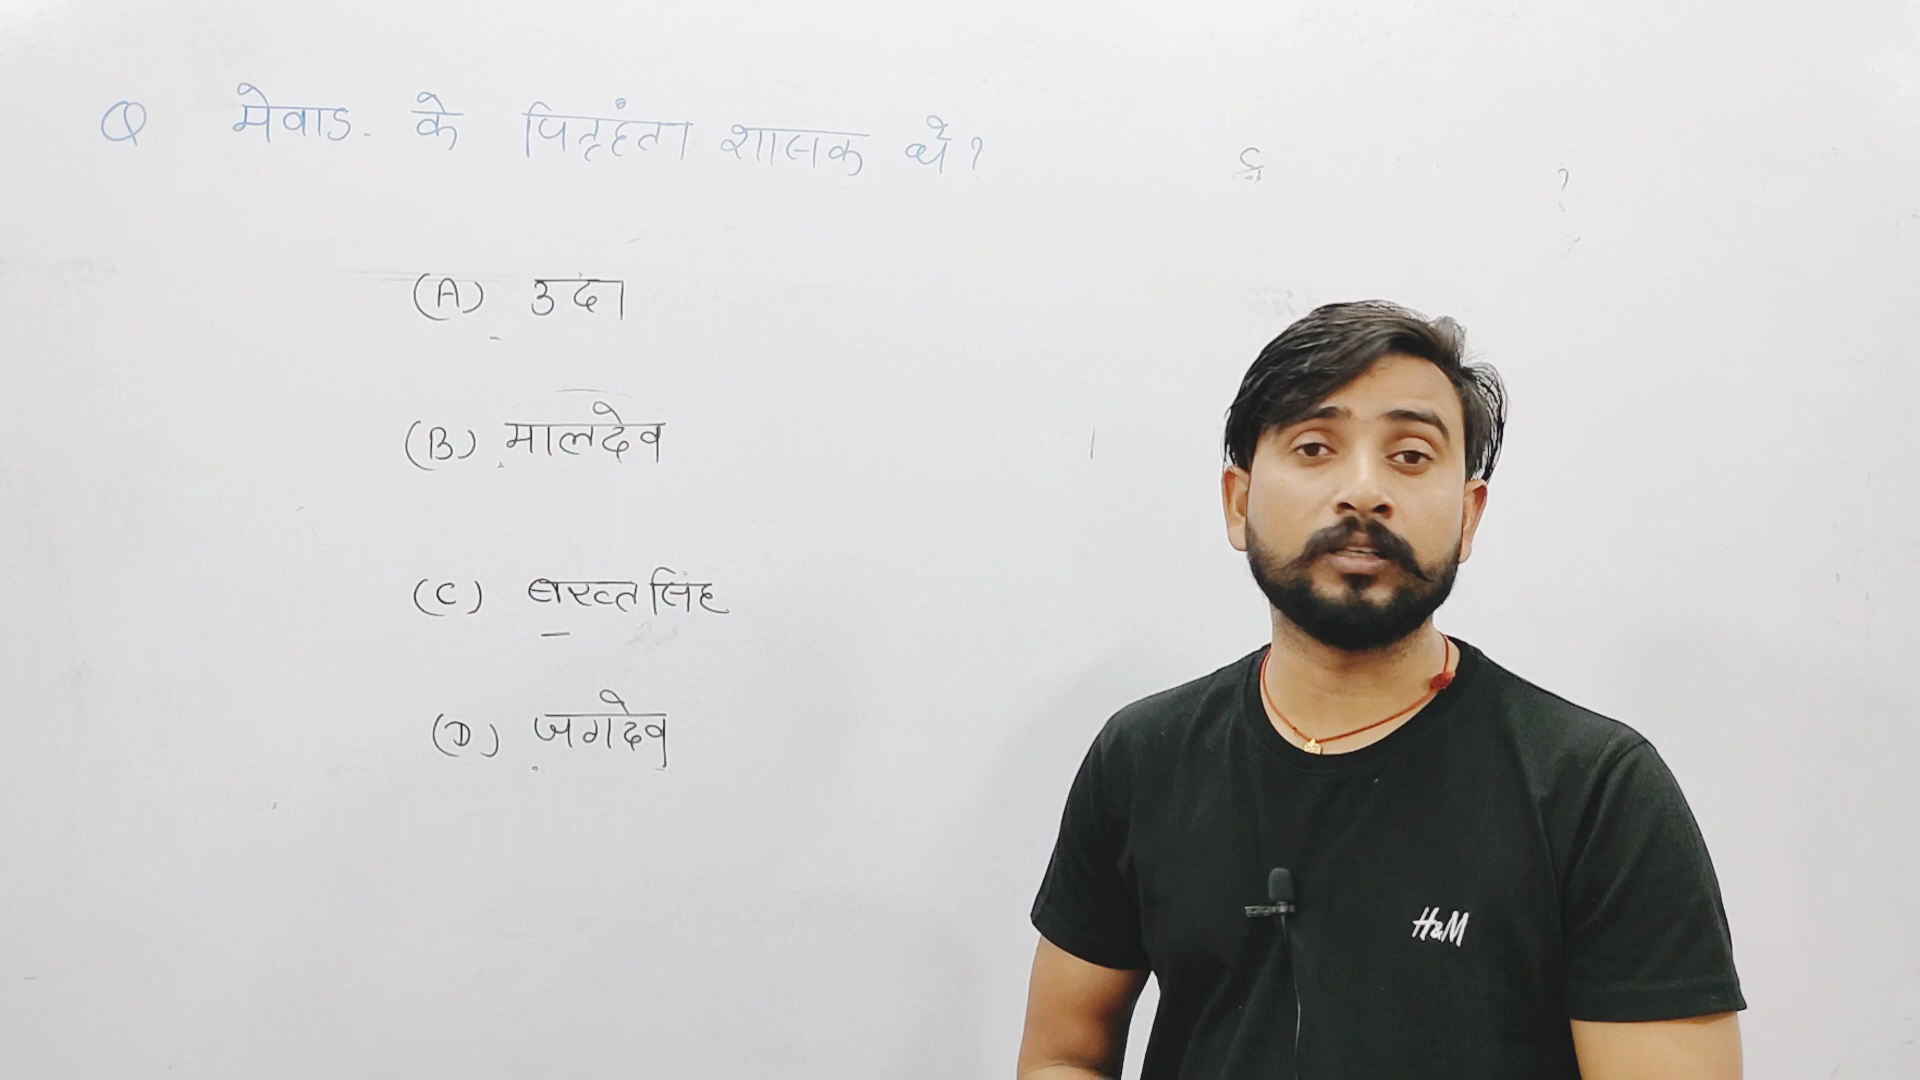 Q मेवाड. के पितृहंता शासक थे?
(A) उदा
(B) मालदेव
(C) बख्तसिंह
(D) जगदेव
H&M